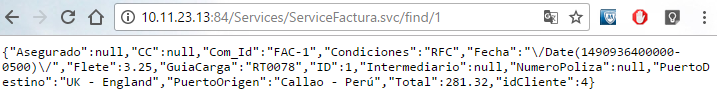 10.11.23.13:84/Services/ServiceFactura.svc/find/1
{"Asegurado":null,"CC":null,"Com_Id":"FAC-1","Condiciones":"RFC","Fecha":"\/Date(1490936400000-
0500)\/","Flete":3.25,"GuiaCarga":"RT0078","ID":1,"Intermediario":null,"NumeroPoliza":null,"PuertoD
estino":"UK - England","PuertoOrigen":"Callao - Perú","Total":281.32,"idCliente":4}